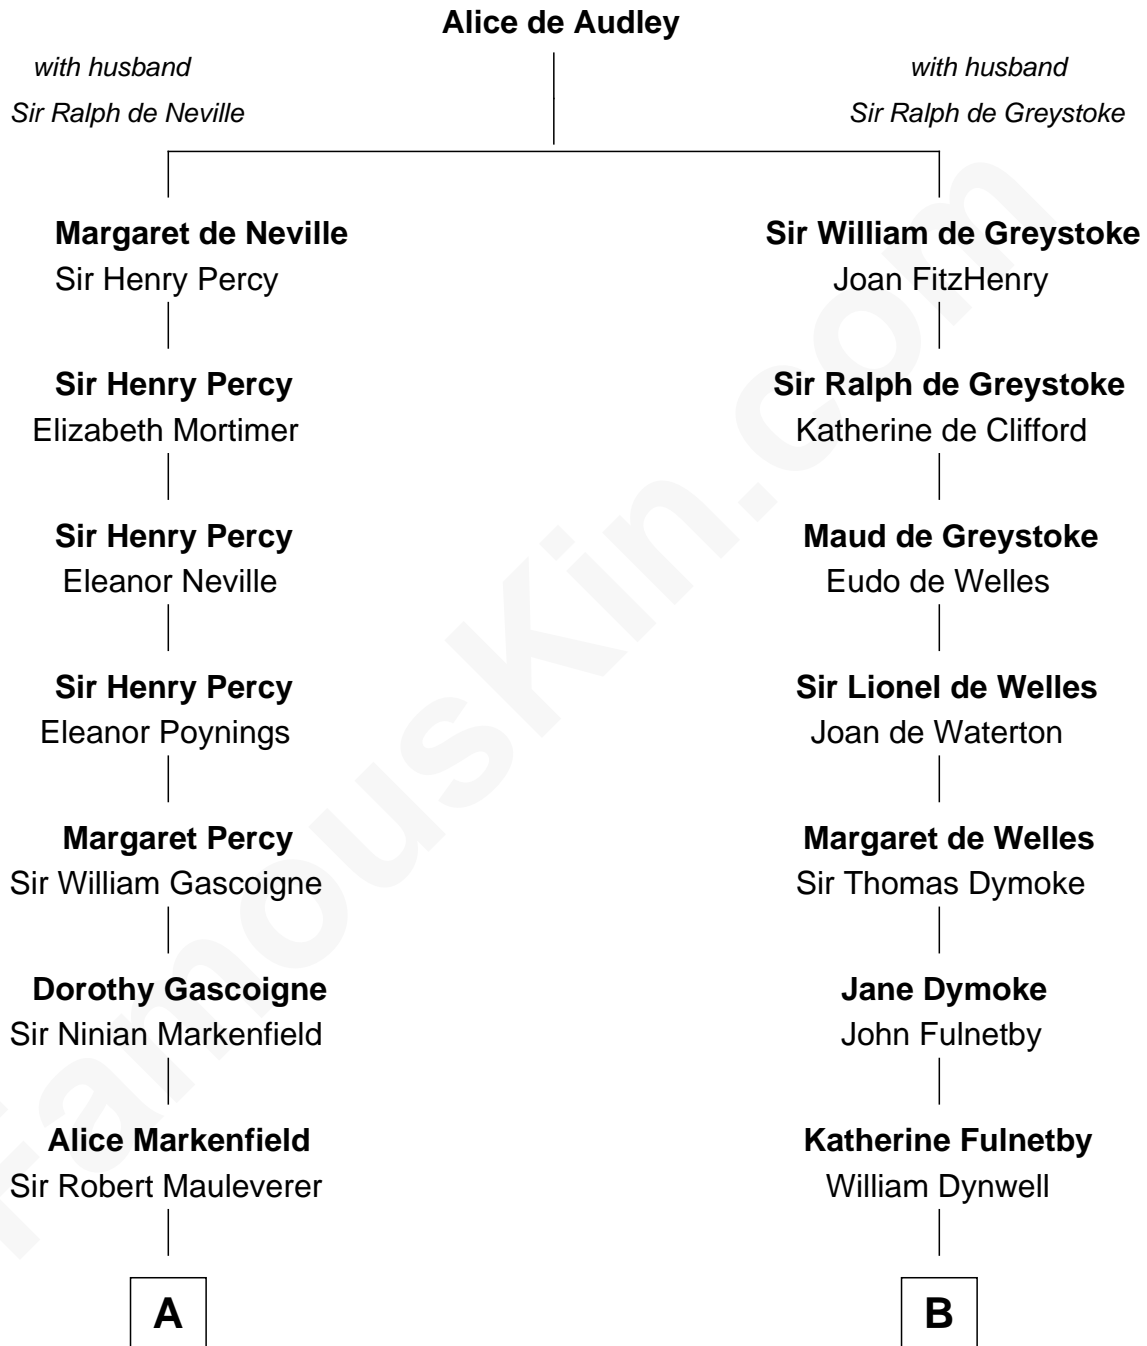 Alice de Audley
with husband
Sir Ralph de Neville
with husband
Sir Ralph de Greystoke
Margaret de Neville
Sir Henry Percy
Sir William de Greystoke
Joan FitzHenry
Sir Henry Percy
Elizabeth Mortimer
Sir Ralph de Greystoke
Katherine de Clifford
Sir Henry Percy
Eleanor Neville
Maud de Greystoke
Eudo de Welles
Sir Henry Percy
Eleanor Poynings
Sir Lionel de Welles
Joan de Waterton
Margaret Percy
Sir William Gascoigne
Margaret de Welles
Sir Thomas Dymoke
Dorothy Gascoigne
Sir Ninian Markenfield
Jane Dymoke
John Fulnetby
Alice Markenfield
Sir Robert Mauleverer
Katherine Fulnetby
William Dynwell
A
B
FamousKin.com